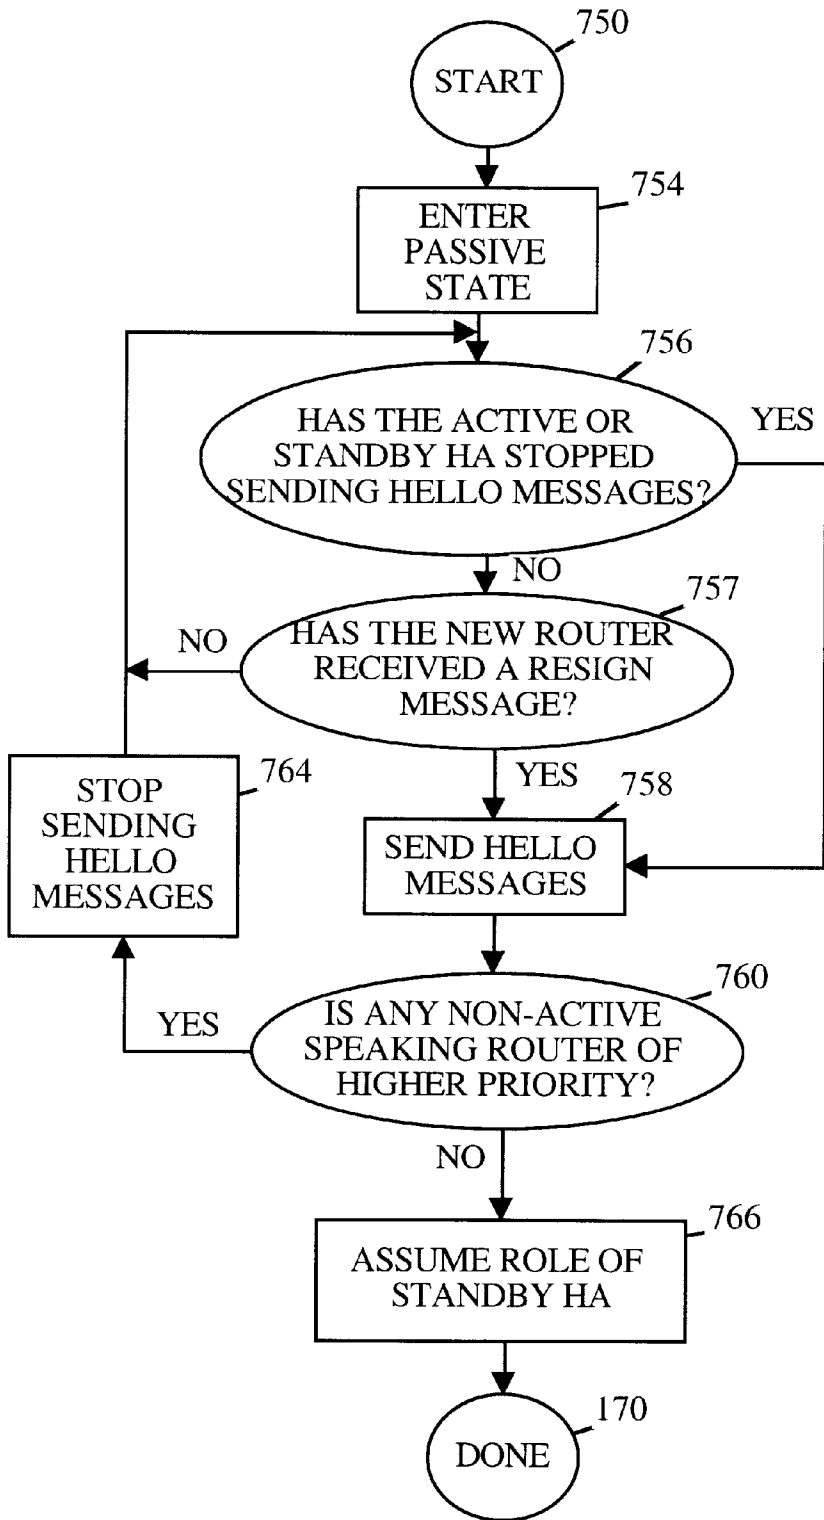 750
START
754
ENTER
PASSIVE
STATE
756
HAS THE ACTIVE OR
STANDBY HA STOPPED
SENDING HELLO MESSAGES?
YES
NO
757
HAS THE NEW ROUTER
RECEIVED A RESIGN
MESSAGE?
NO
YES
764
STOP
SENDING
HELLO
MESSAGES
758
SEND HELLO
MESSAGES
760
IS ANY NON-ACTIVE
SPEAKING ROUTER OF
HIGHER PRIORITY?
YES
NO
766
ASSUME ROLE OF
STANDBY HA
170
DONE